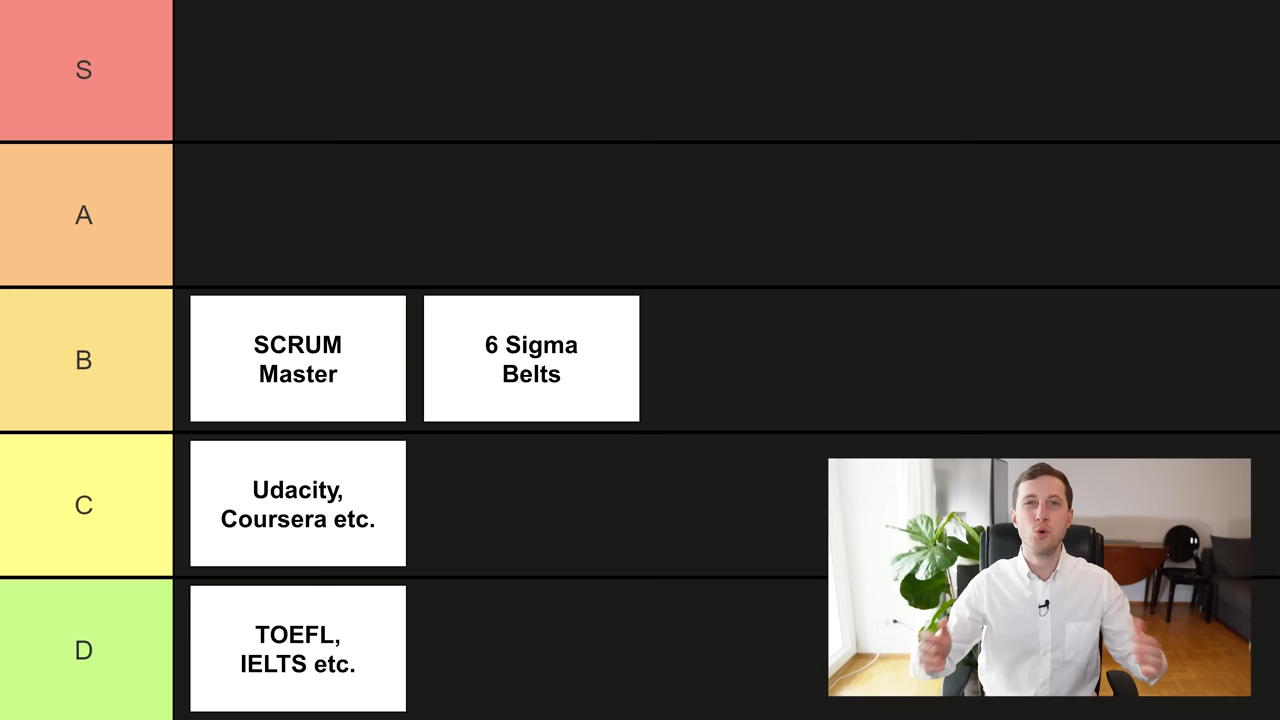 S
A
B
SCRUM
Master
6 Sigma
Belts
C
Udacity,
Coursera etc.
D
TOEFL,
IELTS etc.